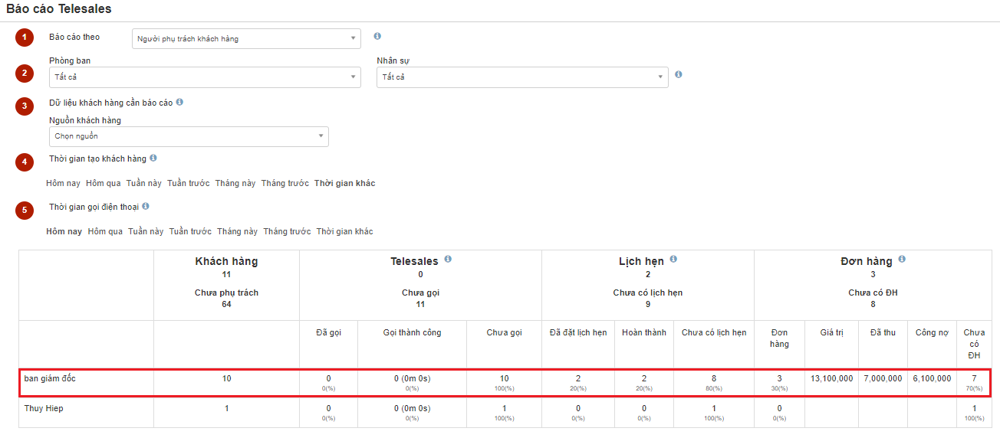 Báo cáo Telesales
1
Báo cáo theo
Người phụ trách khách hàng
2
Phòng ban
Nhân sự
Tất cả
Tất cả
3
Dữ liệu khách hàng cần báo cáo
Nguồn khách hàng
Chọn nguồn
4
Thời gian tạo khách hàng
Hôm nay Hôm qua Tuần này Tuần trước Tháng này Tháng trước Thời gian khác
5
Thời gian gọi điện thoại
Hôm nay Hôm qua Tuần này Tuần trước Tháng này Tháng trước Thời gian khác
Khách hàng Telesales Lịch hẹn Đơn hàng
11 0 2 3
Chưa phụ trách Chưa gọi Chưa có lịch hẹn Chưa có ĐH
64 11 9 8
Đã gọi Gọi thành công Chưa gọi Đã đặt lịch hẹn Hoàn thành Chưa có lịch hẹn Đơn Giá trị Đã thu Công nợ Chưa
hàng có
ĐH
ban giám đốc 10 0 0 (0m 0s) 10 2 2 8 3 13,100,000 7,000,000 6,100,000 7
0(%) 0(%) 100(%) 20(%) 20(%) 80(%) 30(%) 70(%)
Thuy Hiep 1 0 0 (0m 0s) 1 0 0 1 0 1
0(%) 0(%) 100(%) 0(%) 0(%) 100(%) 0(%) 100(%)